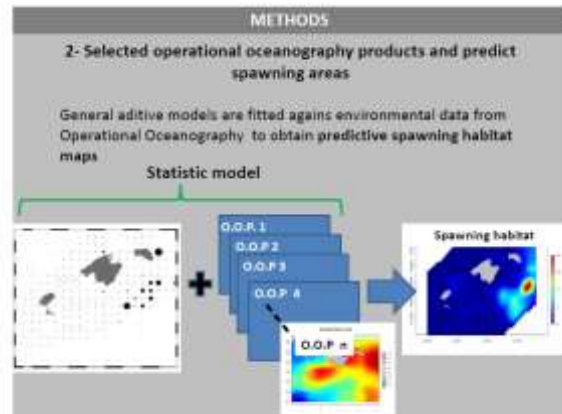 METHODS
2- Selected operational oceanography products and predict
spawning areas
General aditive models are fitted agains environmental data from
Operational Oceanography to obtain predictive spawning habitat
maps
Statistic model
O.O.P. 1
O.O.P 2
O.O.P 3
O.O.P 4
O.O.P n
Spawning habitat